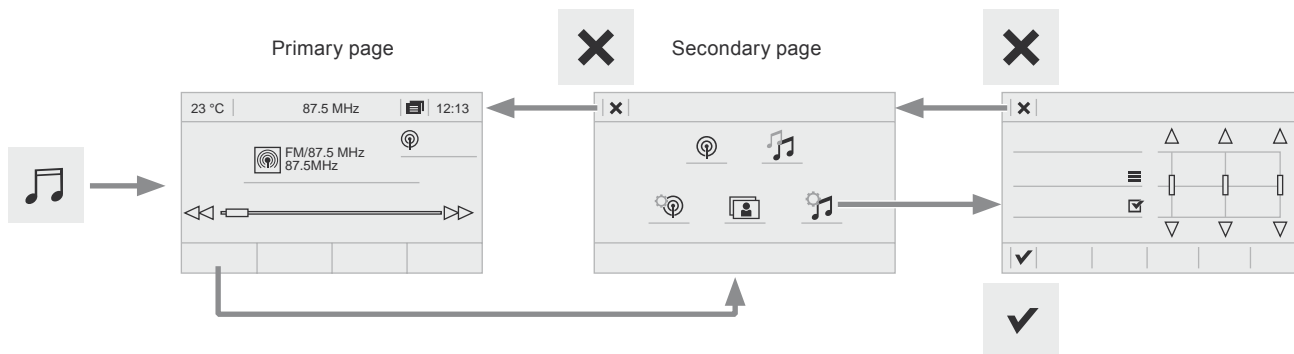 Primary page
Secondary page
23 °C
87.5 MHz
12:13
FM/87.5 MHz
87.5MHz